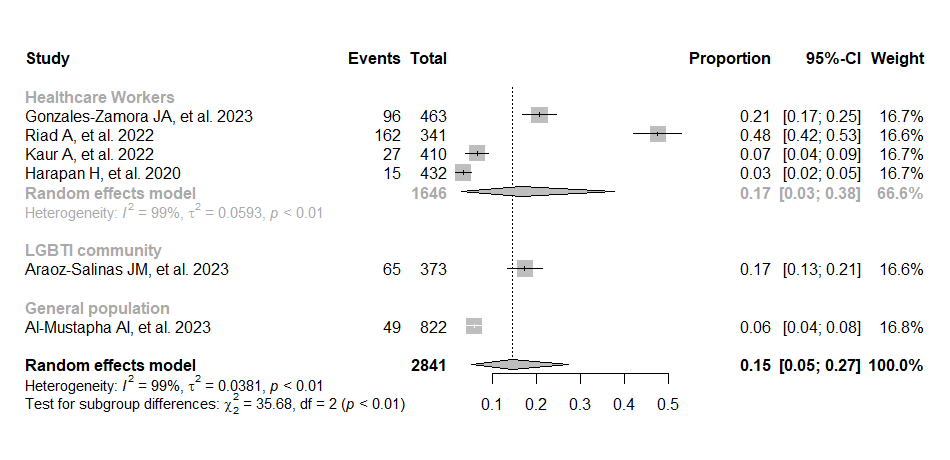 Study Events Total Proportion 95%-CI Weight
Healthcare Workers
Gonzales-Zamora JA, et al. 2023 96 463 0.21 [0.17; 0.25] 16.7%
Riad A, et al. 2022 162 341 0.48 [0.42; 0.53] 16.6%
Kaur A, et al. 2022 27 410 0.07 [0.04; 0.09] 16.7%
Harapan H, et al. 2020 15 432 0.03 [0.02; 0.05] 16.7%
Random effects model 1646 0.17 [0.03; 0.38] 66.6%
Heterogeneity: I² = 99%, τ² = 0.0593, p < 0.01
LGBTI community
Araoz-Salinas JM, et al. 2023 65 373 0.17 [0.13; 0.21] 16.6%
General population
Al-Mustapha AI, et al. 2023 49 822 0.06 [0.04; 0.08] 16.8%
Random effects model 2841 0.15 [0.05; 0.27] 100.0%
Heterogeneity: I² = 99%, τ² = 0.0381, p < 0.01
Test for subgroup differences: χ²₂ = 35.68, df = 2 (p < 0.01)
0.1 0.2 0.3 0.4 0.5